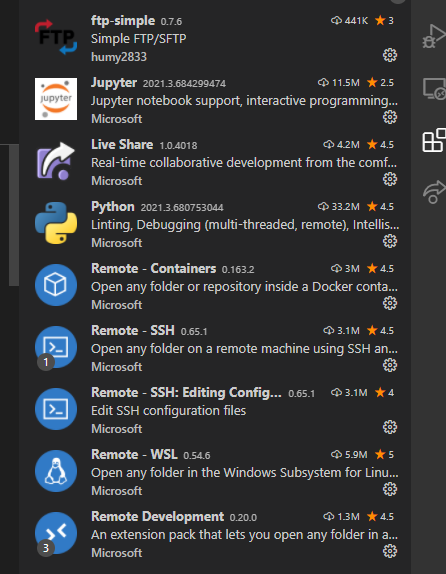 ftp-simple 0.7.6 441K 3
Simple FTP/SFTP
humy2833
Jupyter 2021.3.684299474 11.5M 2.5
Jupyter notebook support, interactive programming...
Microsoft
Live Share 1.0.4018 4.2M 4.5
Real-time collaborative development from the comf...
Microsoft
Python 2021.3.680753044 33.2M 4.5
Linting, Debugging (multi-threaded, remote), Intellis...
Microsoft
Remote - Containers 0.163.2 3M 4.5
Open any folder or repository inside a Docker conta...
Microsoft
Remote - SSH 0.65.1 3.1M 4.5
Open any folder on a remote machine using SSH an...
1
Microsoft
Remote - SSH: Editing Config... 0.65.1 3.1M 4
Edit SSH configuration files
Microsoft
Remote - WSL 0.54.6 5.9M 5
Open any folder in the Windows Subsystem for Linu...
Microsoft
Remote Development 0.20.0 1.3M 4.5
An extension pack that lets you open any folder in a...
3
Microsoft
FTP
jupyter